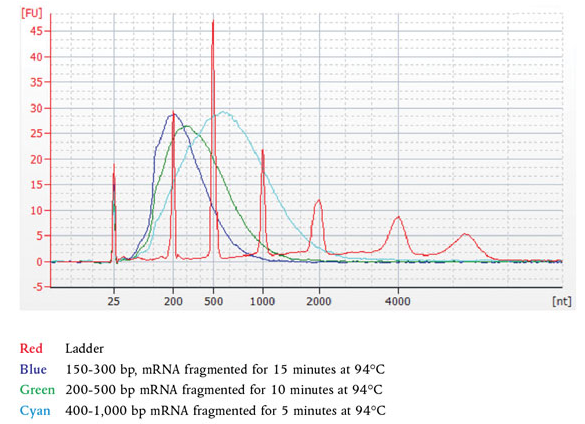 [FU]
45
40
35
30
25
20
15
10
5
0
-5
25 200 500 1000 2000 4000 [nt]
Red Ladder
Blue 150-300 bp, mRNA fragmented for 15 minutes at 94°C
Green 200-500 bp mRNA fragmented for 10 minutes at 94°C
Cyan 400-1,000 bp mRNA fragmented for 5 minutes at 94°C